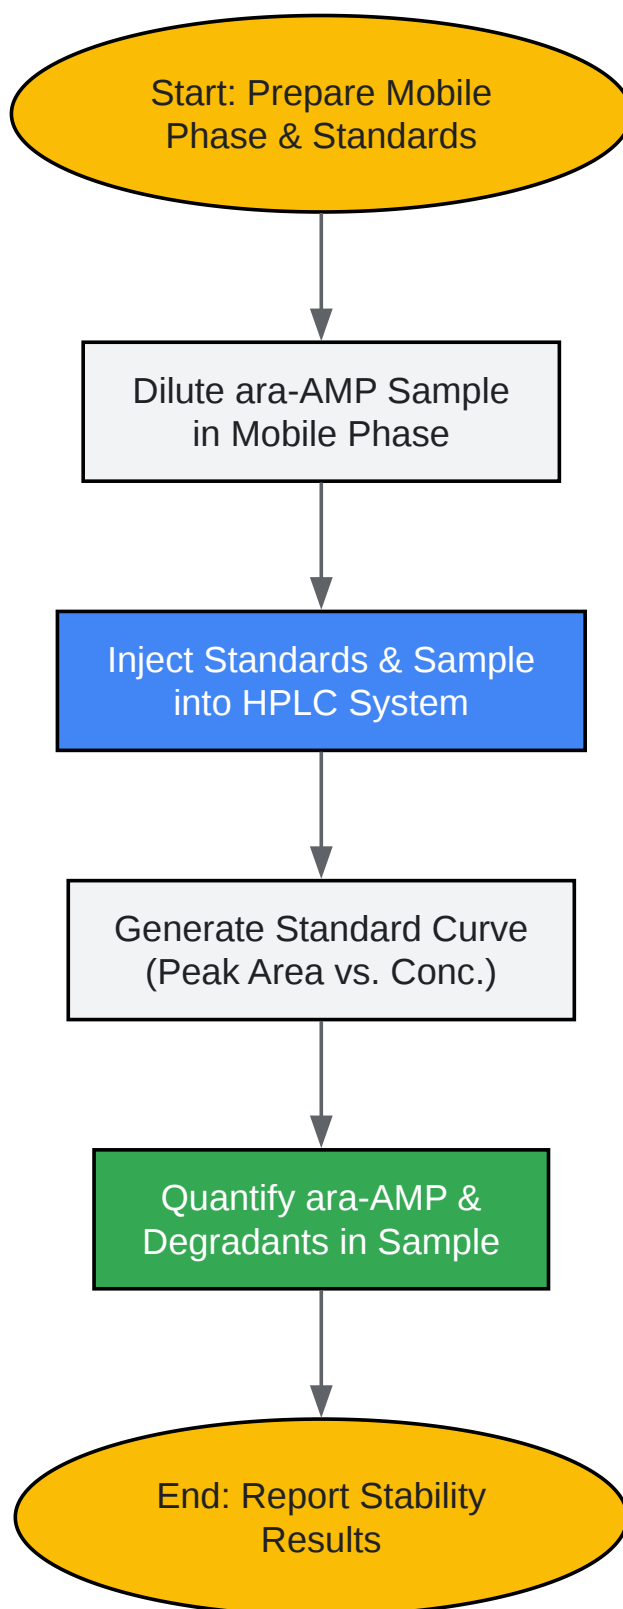 Start: Prepare Mobile
Phase & Standards
Dilute ara-AMP Sample
in Mobile Phase
Inject Standards & Sample
into HPLC System
Generate Standard Curve
(Peak Area vs. Conc.)
Quantify ara-AMP &
Degradants in Sample
End: Report Stability
Results